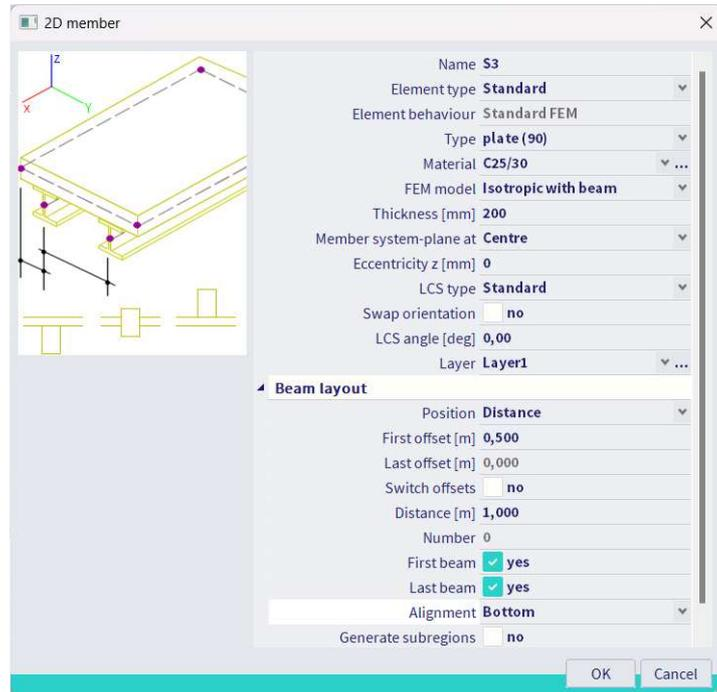 2D member
Z
X
Y
Name S3
Element type Standard
Element behaviour Standard FEM
Type plate (90)
Material C25/30 ...
FEM model Isotropic with beam
Thickness [mm] 200
Member system-plane at Centre
Eccentricity z [mm] 0
LCS type Standard
Swap orientation no
LCS angle [deg] 0,00
Layer Layer1 ...
Beam layout
Position Distance
First offset [m] 0,500
Last offset [m] 0,000
Switch offsets no
Distance [m] 1,000
Number 0
First beam yes
Last beam yes
Alignment Bottom
Generate subregions no
OK Cancel